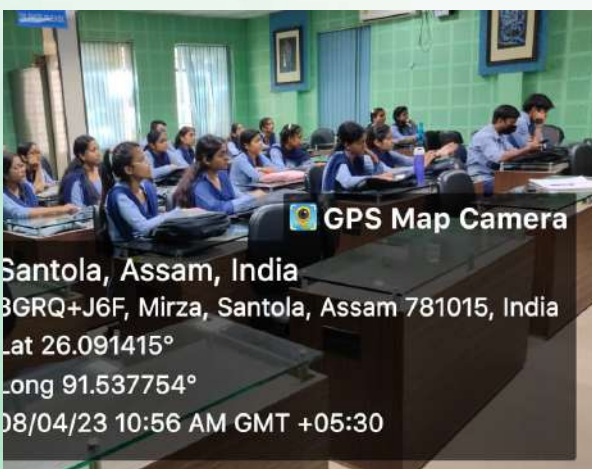 GPS Map Camera
Santola, Assam, India
3GRQ+J6F, Mirza, Santola, Assam 781015, India
Lat 26.091415°
Long 91.537754°
08/04/23 10:56 AM GMT +05:30